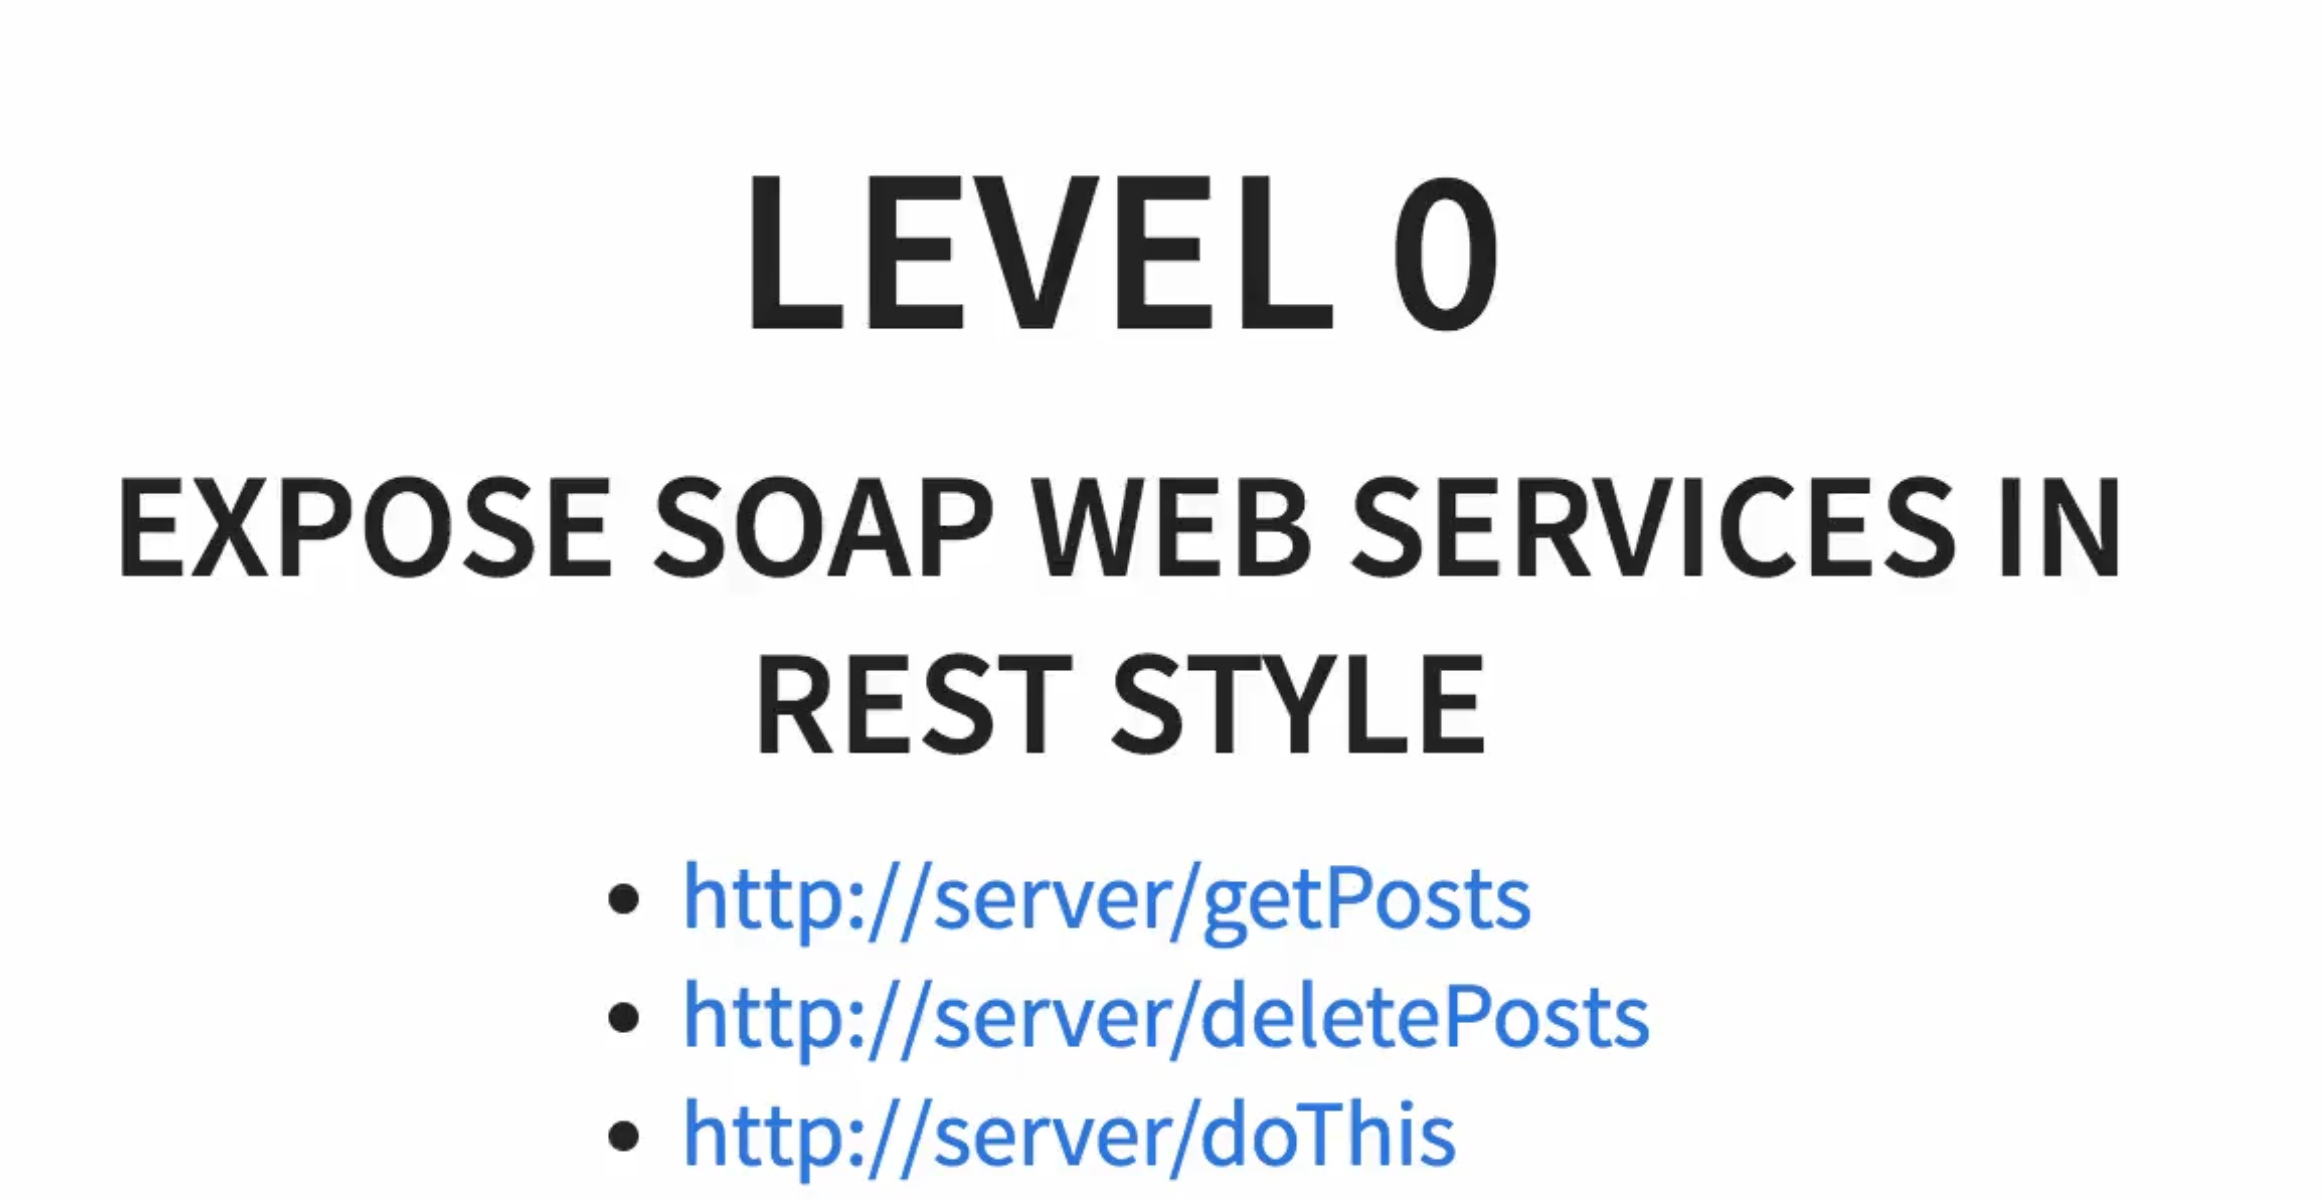 LEVEL 0
EXPOSE SOAP WEB SERVICES IN
REST STYLE
• http://server/getPosts
• http://server/deletePosts
• http://server/doThis